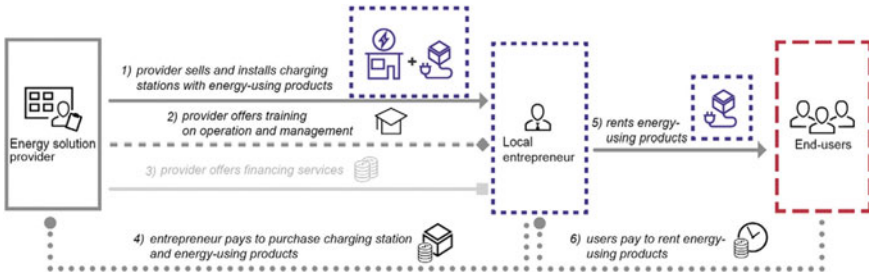 1) provider sells and installs charging
stations with energy-using products
2) provider offers training
on operation and management
3) provider offers financing services
Energy solution
provider
Local
entrepreneur
5) rents energy-
using products
End-users
4) entrepreneur pays to purchase charging station
and energy-using products
6) users pay to rent energy-
using products